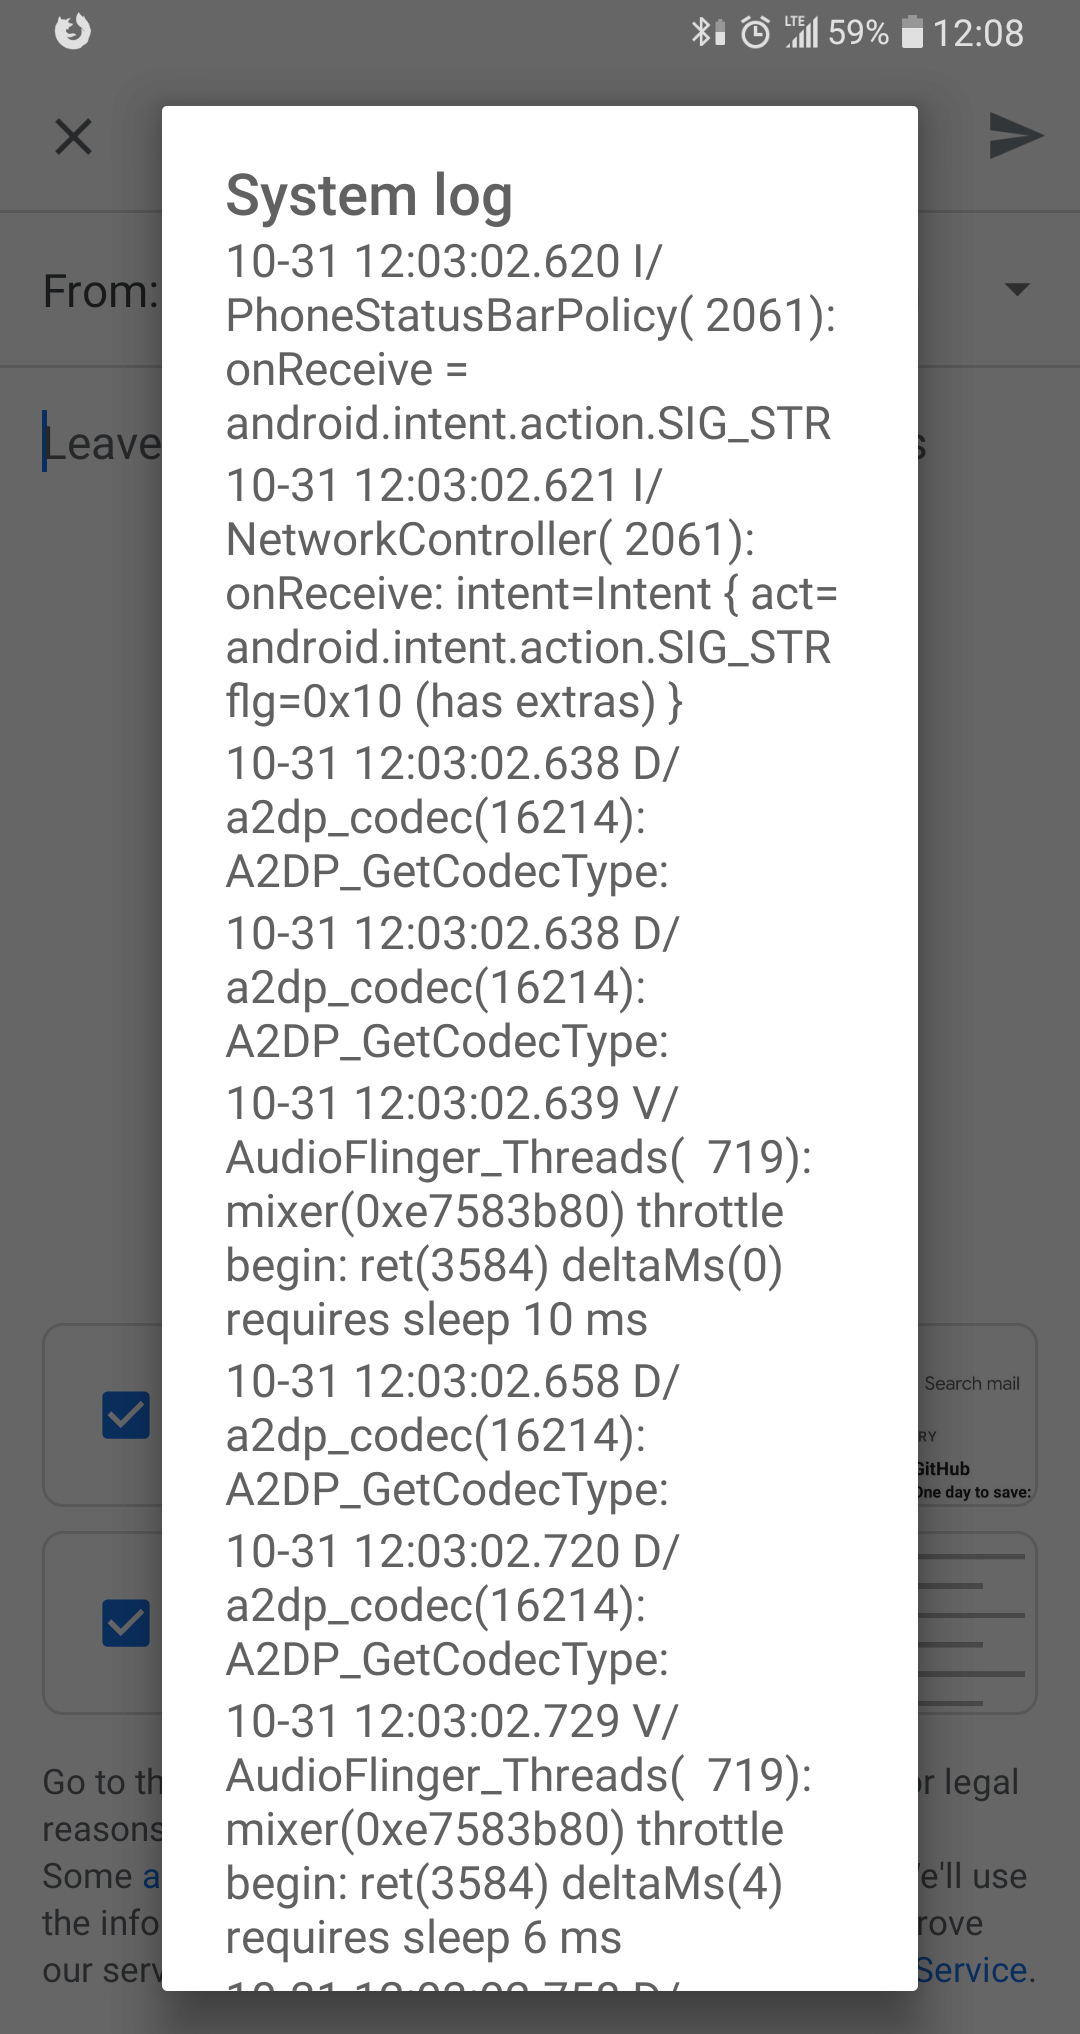 LTE 59% 12:08
From:
Leave
System log
10-31 12:03:02.620 I/
PhoneStatusBarPolicy( 2061):
onReceive =
android.intent.action.SIG_STR
10-31 12:03:02.621 I/
NetworkController( 2061):
onReceive: intent=Intent { act=
android.intent.action.SIG_STR
flg=0x10 (has extras) }
10-31 12:03:02.638 D/
a2dp_codec(16214):
A2DP_GetCodecType:
10-31 12:03:02.638 D/
a2dp_codec(16214):
A2DP_GetCodecType:
10-31 12:03:02.639 V/
AudioFlinger_Threads(  719):
mixer(0xe7583b80) throttle
begin: ret(3584) deltaMs(0)
requires sleep 10 ms
10-31 12:03:02.658 D/
a2dp_codec(16214):
A2DP_GetCodecType:
10-31 12:03:02.720 D/
a2dp_codec(16214):
A2DP_GetCodecType:
10-31 12:03:02.729 V/
AudioFlinger_Threads(  719):
mixer(0xe7583b80) throttle
begin: ret(3584) deltaMs(4)
requires sleep 6 ms
Search mail
RY
GitHub
One day to save:
Go to th
r legal
reasons
Some a
e'll use
the info
rove
our serv
Service.